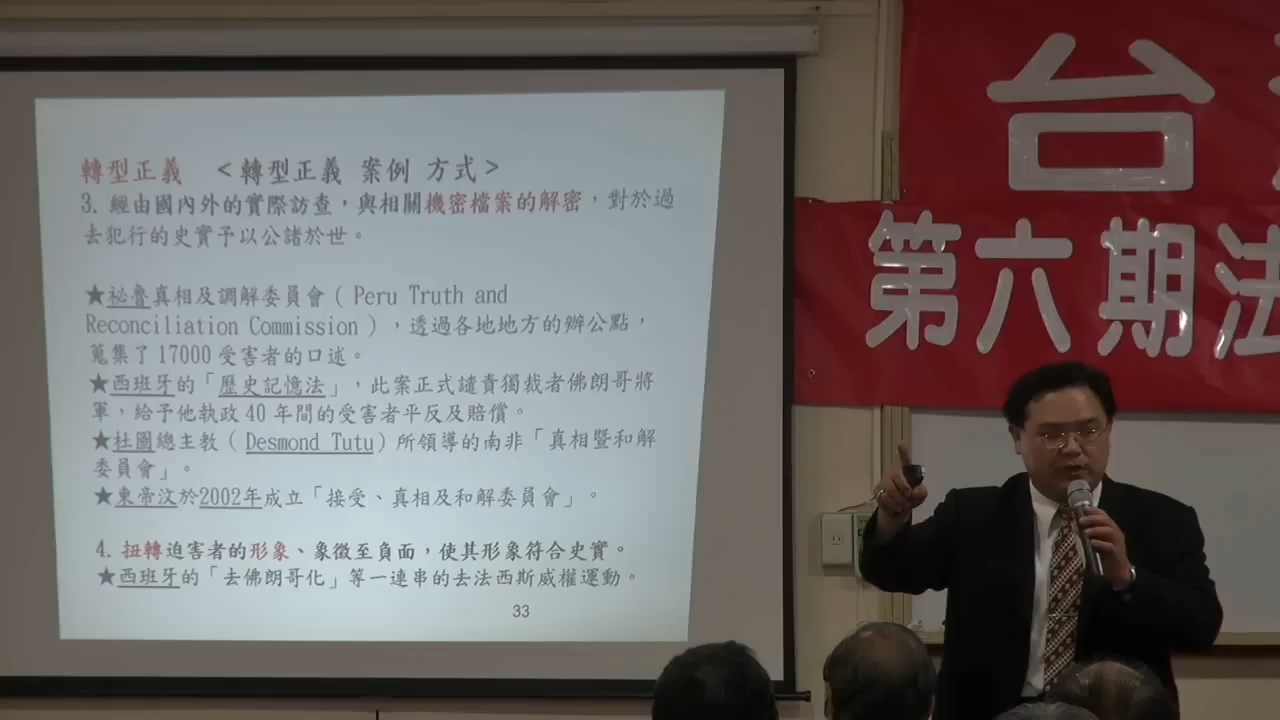 轉型正義 <轉型正義 案例 方式>
3. 經由國內外的實際訪查，與相關機密檔案的解密，對於過
去犯行的史實予以公諸於世。
★祕魯真相及調解委員會( Peru Truth and
Reconciliation Commission )，透過各地地方的辦公點，
蒐集了17000受害者的口述。
★西班牙的「歷史記憶法」，此案正式譴責獨裁者佛朗哥將
軍，給予他執政40年間的受害者平反及賠償。
★杜圖總主教( Desmond Tutu)所領導的南非「真相暨和解
委員會」。
★東帝汶於2002年成立「接受、真相及和解委員會」。
4. 扭轉迫害者的形象、象徵至負面，使其形象符合史實。
★西班牙的「去佛朗哥化」等一連串的去法西斯威權運動。
33
台
第六期法